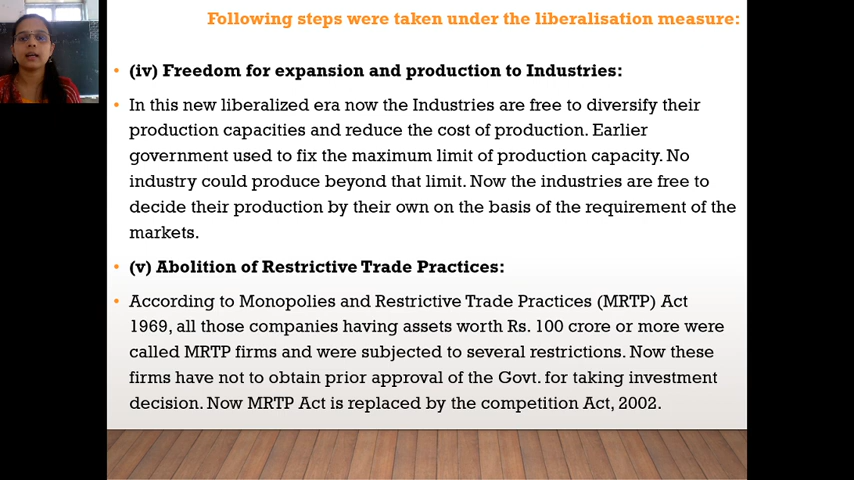 Following steps were taken under the liberalisation measure:
• (iv) Freedom for expansion and production to Industries:
• In this new liberalized era now the Industries are free to diversify their
production capacities and reduce the cost of production. Earlier
government used to fix the maximum limit of production capacity. No
industry could produce beyond that limit. Now the industries are free to
decide their production by their own on the basis of the requirement of the
markets.
• (v) Abolition of Restrictive Trade Practices:
• According to Monopolies and Restrictive Trade Practices (MRTP) Act
1969, all those companies having assets worth Rs. 100 crore or more were
called MRTP firms and were subjected to several restrictions. Now these
firms have not to obtain prior approval of the Govt. for taking investment
decision. Now MRTP Act is replaced by the competition Act, 2002.